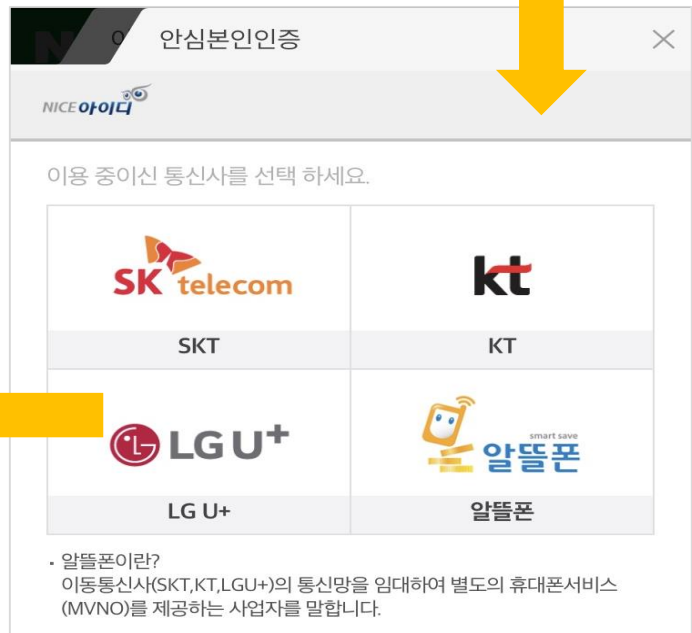 안심본인인증
NICE아이디
이용 중이신 통신사를 선택 하세요.
SK telecom
kt
SKT
KT
LG U+
smart save
알뜰폰
LG U+
알뜰폰
· 알뜰폰이란?
이동통신사(SKT,KT,LGU+)의 통신망을 임대하여 별도의 휴대폰서비스
(MVNO)를 제공하는 사업자를 말합니다.